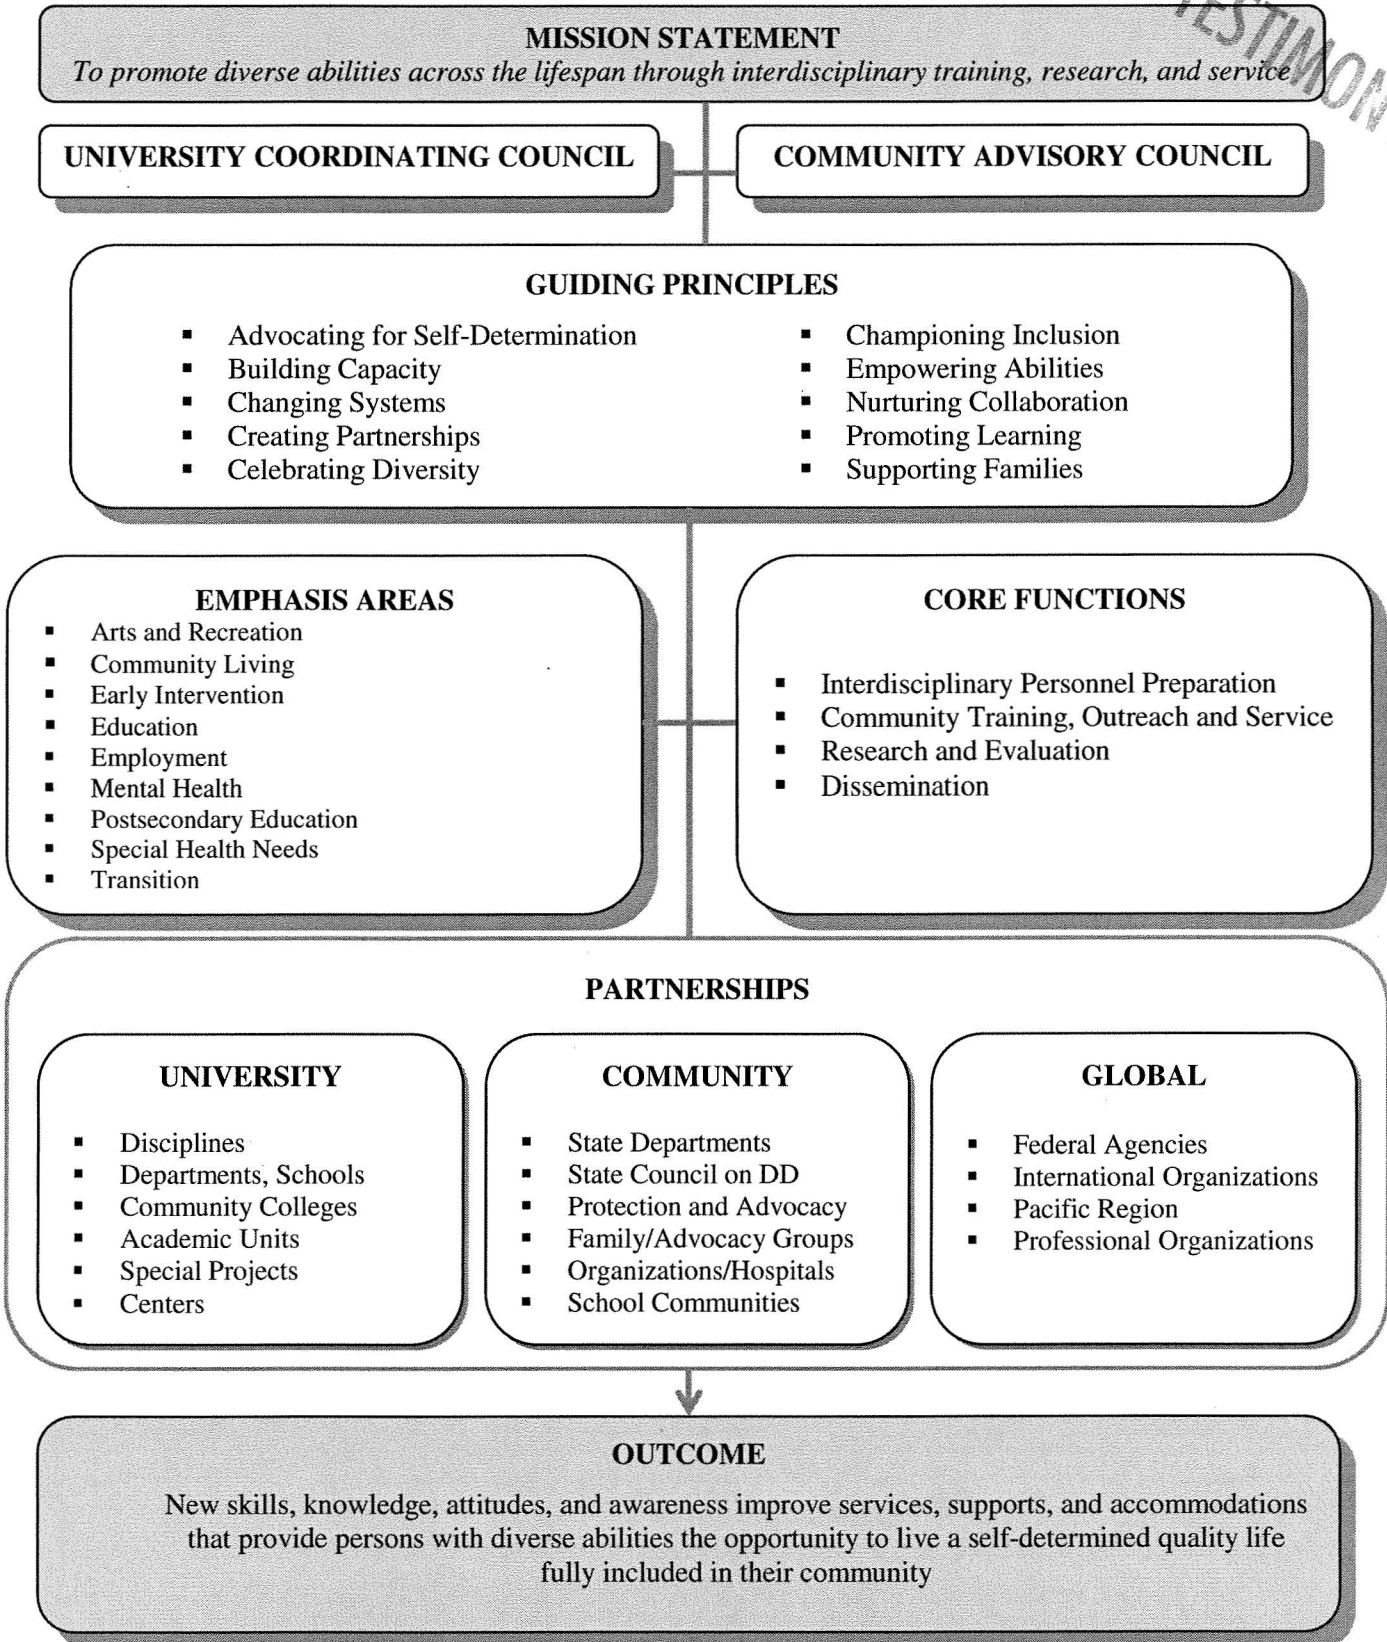 TESTIMON
MISSION STATEMENT
To promote diverse abilities across the lifespan through interdisciplinary training, research, and service
UNIVERSITY COORDINATING COUNCIL
COMMUNITY ADVISORY COUNCIL
GUIDING PRINCIPLES
▪ Advocating for Self-Determination
▪ Building Capacity
▪ Changing Systems
▪ Creating Partnerships
▪ Celebrating Diversity
▪ Championing Inclusion
▪ Empowering Abilities
▪ Nurturing Collaboration
▪ Promoting Learning
▪ Supporting Families
EMPHASIS AREAS
▪ Arts and Recreation
▪ Community Living
▪ Early Intervention
▪ Education
▪ Employment
▪ Mental Health
▪ Postsecondary Education
▪ Special Health Needs
▪ Transition
CORE FUNCTIONS
▪ Interdisciplinary Personnel Preparation
▪ Community Training, Outreach and Service
▪ Research and Evaluation
▪ Dissemination
PARTNERSHIPS
UNIVERSITY
▪ Disciplines
▪ Departments, Schools
▪ Community Colleges
▪ Academic Units
▪ Special Projects
▪ Centers
COMMUNITY
▪ State Departments
▪ State Council on DD
▪ Protection and Advocacy
▪ Family/Advocacy Groups
▪ Organizations/Hospitals
▪ School Communities
GLOBAL
▪ Federal Agencies
▪ International Organizations
▪ Pacific Region
▪ Professional Organizations
OUTCOME
New skills, knowledge, attitudes, and awareness improve services, supports, and accommodations
that provide persons with diverse abilities the opportunity to live a self-determined quality life
fully included in their community